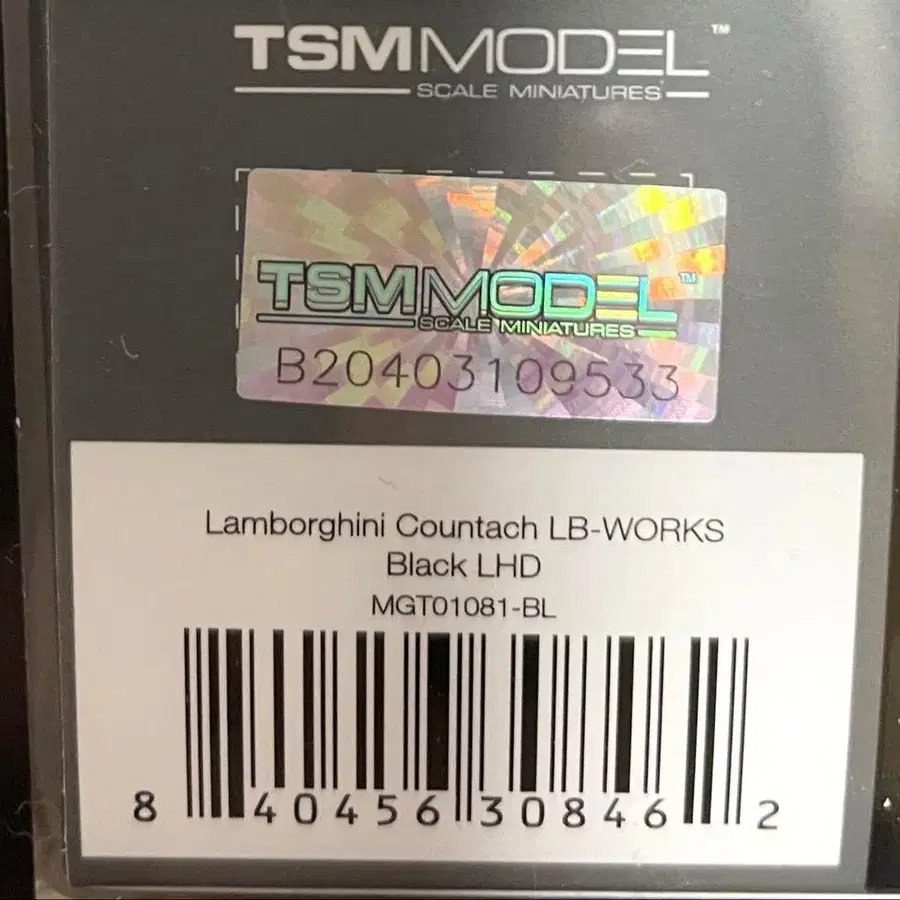 TSMMODEL™
SCALE MINIATURES
TSMMODEL™
SCALE MINIATURES
B20403109533
Lamborghini Countach LB-WORKS
Black LHD
MGT01081-BL
8 40456 30846 2